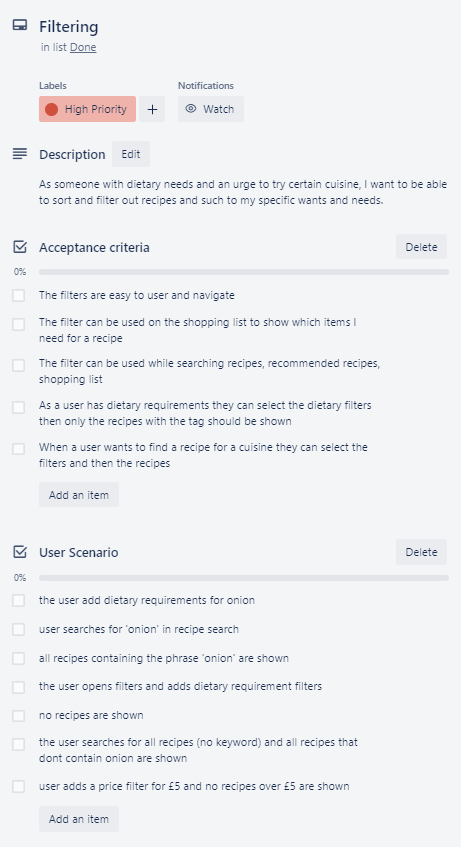 Filtering
in list Done
Labels
Notifications
High Priority
+
Watch
Description
Edit
As someone with dietary needs and an urge to try certain cuisine, I want to be able
to sort and filter out recipes and such to my specific wants and needs.
Acceptance criteria
Delete
0%
The filters are easy to user and navigate
The filter can be used on the shopping list to show which items I
need for a recipe
The filter can be used while searching recipes, recommended recipes,
shopping list
As a user has dietary requirements they can select the dietary filters
then only the recipes with the tag should be shown
When a user wants to find a recipe for a cuisine they can select the
filters and then the recipes
Add an item
User Scenario
Delete
0%
the user add dietary requirements for onion
user searches for 'onion' in recipe search
all recipes containing the phrase 'onion' are shown
the user opens filters and adds dietary requirement filters
no recipes are shown
the user searches for all recipes (no keyword) and all recipes that
dont contain onion are shown
user adds a price filter for £5 and no recipes over £5 are shown
Add an item